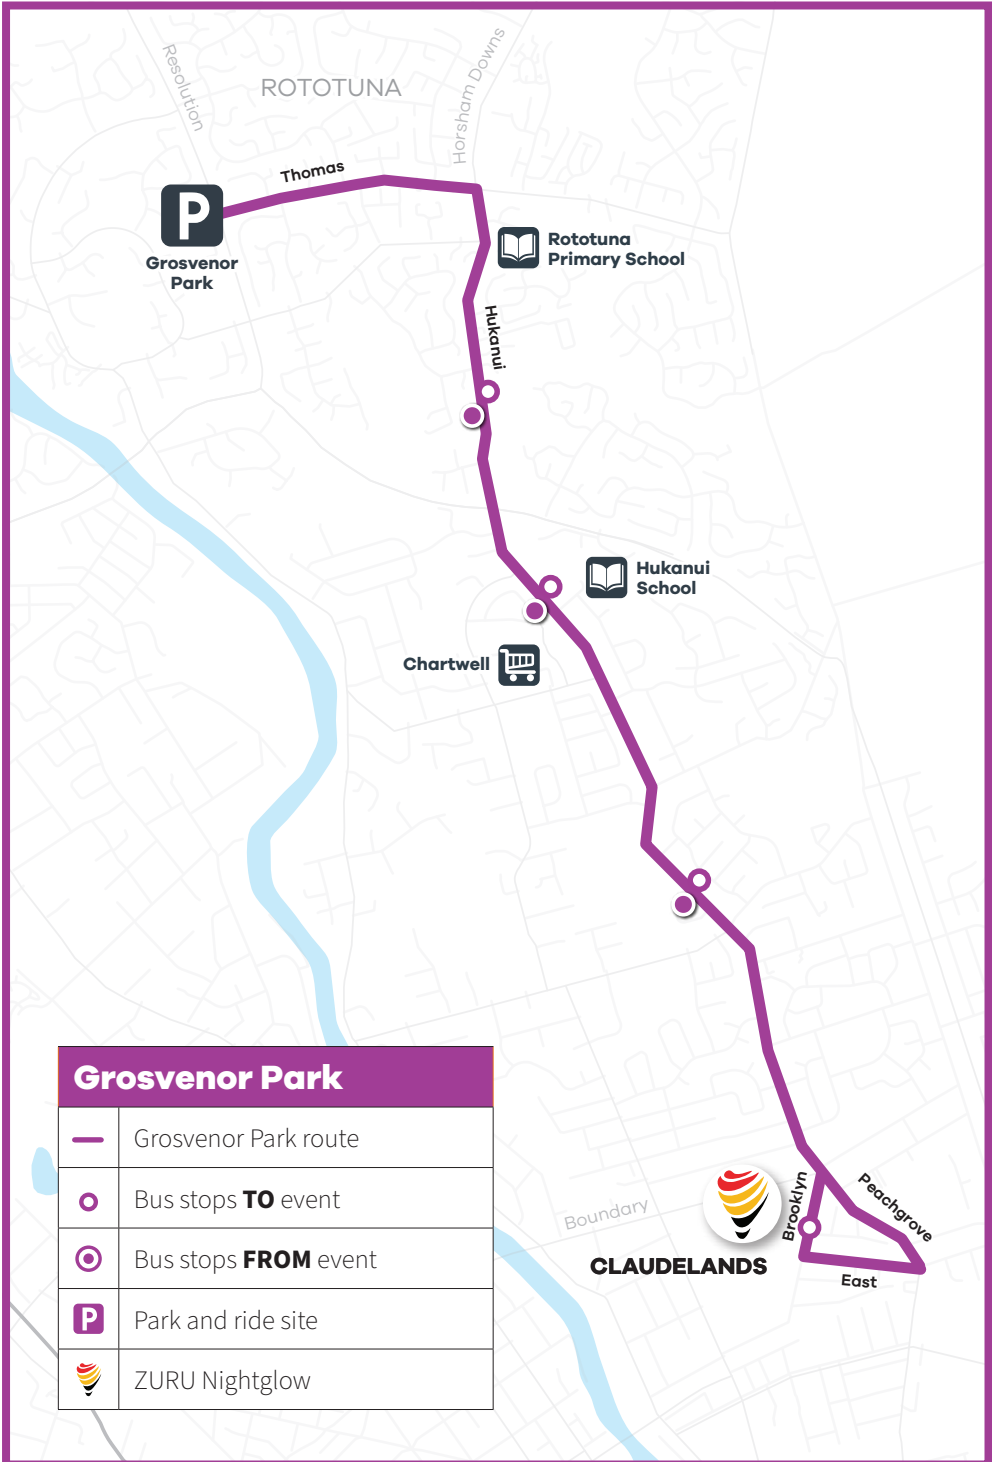 Resolution
ROTOTUNA
Horsham Downs
Thomas
P
Grosvenor
Park
Rototuna
Primary School
Hukanui
Hukanui
School
Chartwell
Boundary
Brooklyn
Peachgrove
CLAUDELANDS
East
Grosvenor Park
Grosvenor Park route
Bus stops TO event
Bus stops FROM event
P
Park and ride site
ZURU Nightglow